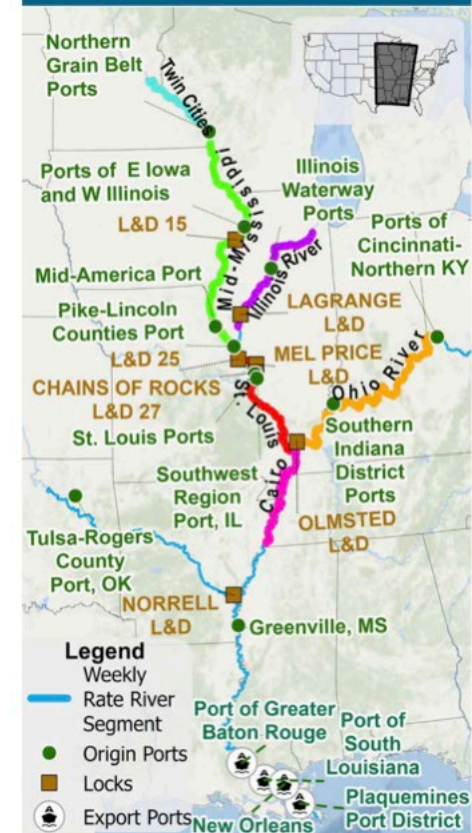 Northern
Grain Belt
Ports
Twin Cities
Ports of E Iowa
and W Illinois
L&D 15
Mid-Mississippi
Illinois
Waterway
Ports
Illinois River
Ports of
Cincinnati-
Northern KY
Mid-America Port
Pike-Lincoln
Counties Port
LAGRANGE
L&D
L&D 25
MEL PRICE
L&D
Ohio River
CHAINS OF ROCKS
L&D 27
St. Louis
St. Louis Ports
Southern
Indiana
District
Ports
Southwest
Region
Port, IL
Cairo
OLMSTED
L&D
Tulsa-Rogers
County
Port, OK
NORRELL
L&D
Greenville, MS
Legend
Weekly
Rate River
Segment
Origin Ports
Locks
Export Ports
Port of Greater
Baton Rouge
Port of
South
Louisiana
Plaquemines
Port District
New Orleans